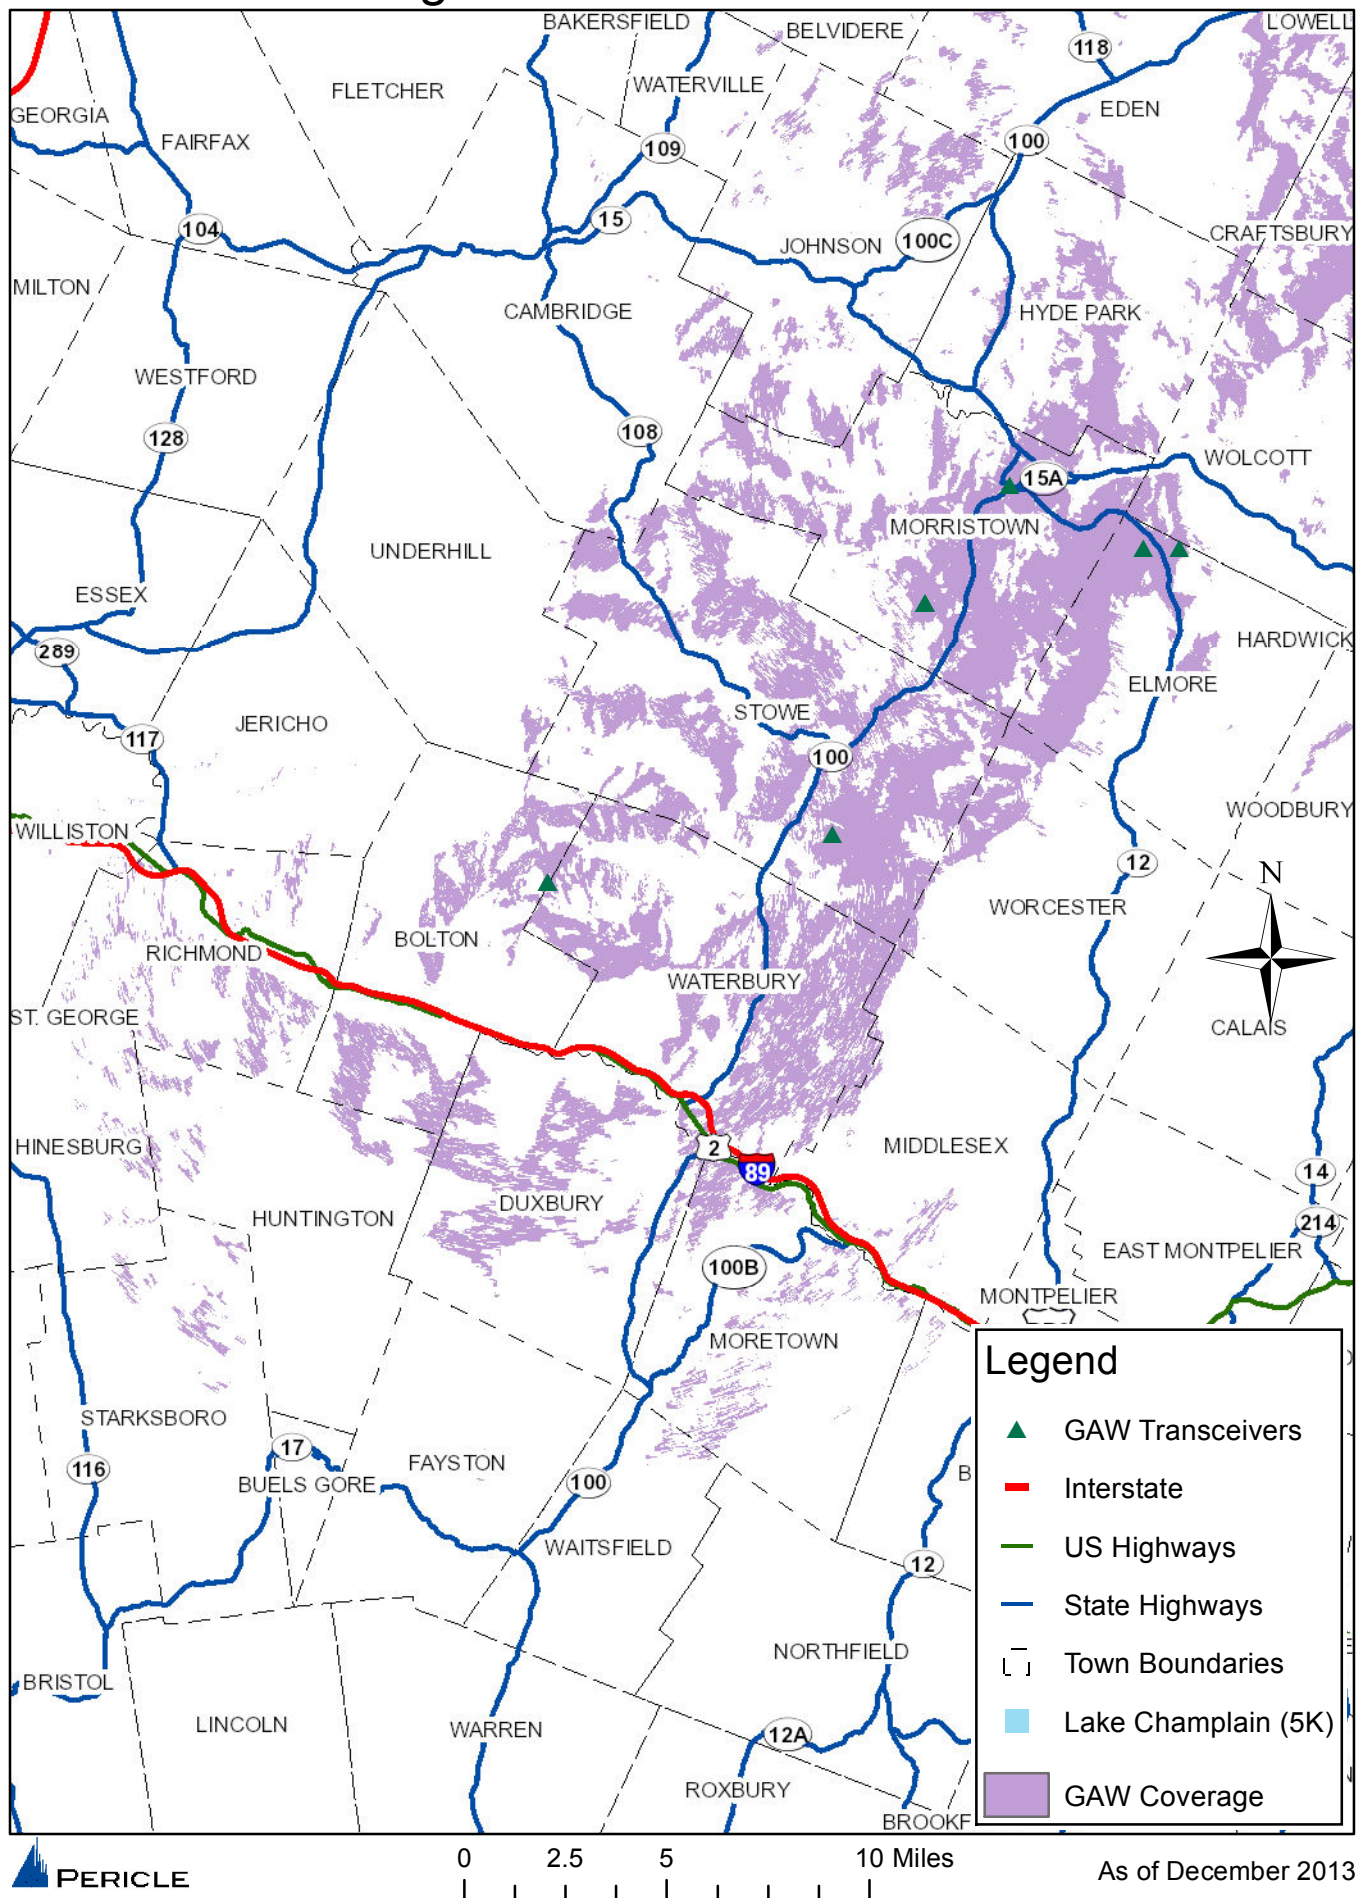 BAKERSFIELD
BELVIDERE
LOWELL
118
FLETCHER
WATERVILLE
EDEN
GEORGIA
FAIRFAX
109
100
104
15
JOHNSON
100C
CRAFTSBURY
MILTON
CAMBRIDGE
HYDE PARK
WESTFORD
128
108
WOLCOTT
15A
MORRISTOWN
UNDERHILL
ESSEX
289
HARDWICK
ELMORE
JERICHO
STOWE
117
100
WILLISTON
WOODBURY
12
N
WORCESTER
BOLTON
RICHMOND
WATERBURY
ST. GEORGE
CALAIS
HINESBURG
2
MIDDLESEX
89
14
DUXBURY
HUNTINGTON
214
EAST MONTPELIER
100B
MONTPELIER
MORETOWN
Legend
GAW Transceivers
Interstate
US Highways
State Highways
Town Boundaries
Lake Champlain (5K)
GAW Coverage
STARKSBORO
17
116
BUELS GORE
FAYSTON
B
100
WAITSFIELD
12
NORTHFIELD
BRISTOL
LINCOLN
WARREN
12A
ROXBURY
BROOKF
PERICLE
0 2.5 5 10 Miles
As of December 2013